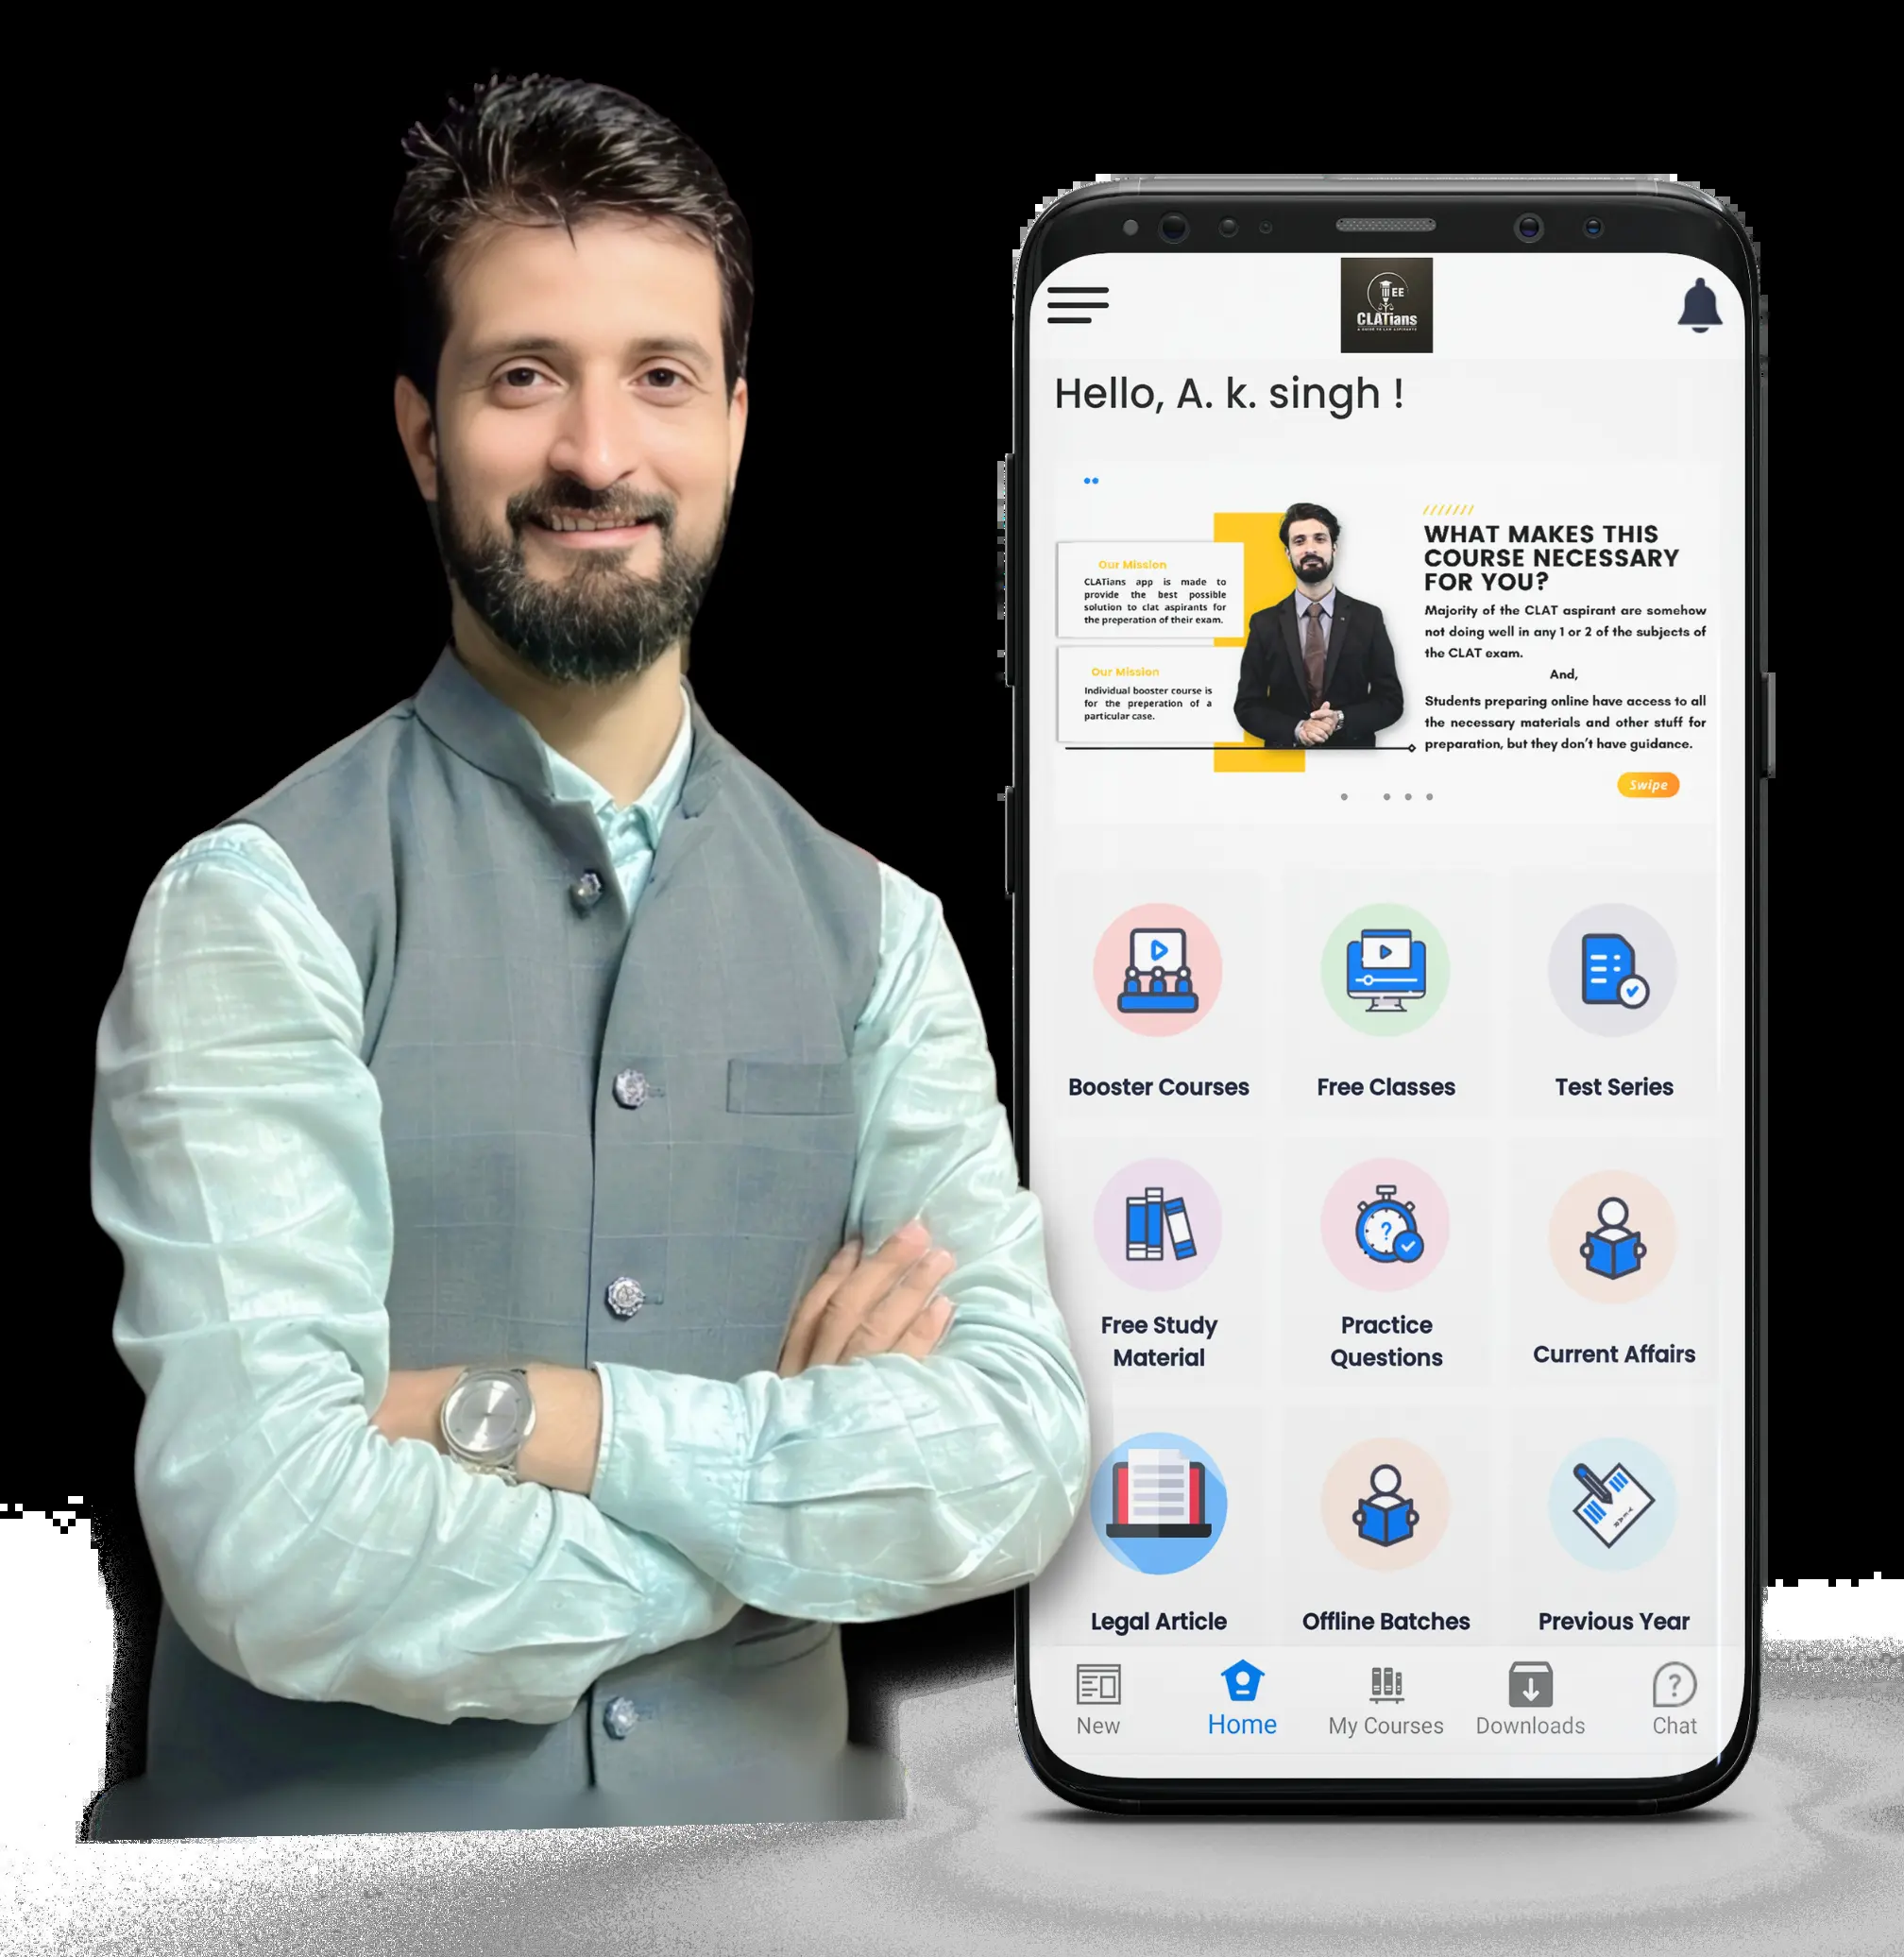 EE
CLATians
A GUIDE TO LAW ASPIRANTS
Hello, A. k. singh !
Our Mission
CLATians app is made to
provide the best possible
solution to clat aspirants for
the preperation of their exam.
Our Mission
Individual booster course is
for the preperation of a
particular case.
WHAT MAKES THIS
COURSE NECESSARY
FOR YOU?
Majority of the CLAT aspirant are somehow
not doing well in any 1 or 2 of the subjects of
the CLAT exam.
And,
Students preparing online have access to all
the necessary materials and other stuff for
preparation, but they don't have guidance.
Swipe
Booster Courses
Free Classes
Test Series
Free Study
Material
Practice
Questions
Current Affairs
Legal Article
Offline Batches
Previous Year
New
Home
My Courses
Downloads
Chat